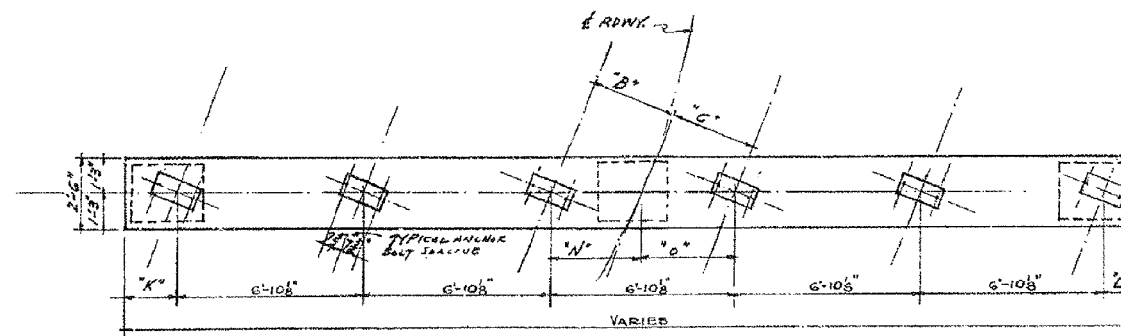 ℄ RDWY.
"B"
"C"
2'-6"
1'-3"
1'-3"
TYPICAL ANCHOR
BOLT SPACING
"N"
"O"
"K"
6'-10⅛"
6'-10⅛"
6'-10⅛"
6'-10⅛"
6'-10⅛"
"L
VARIES